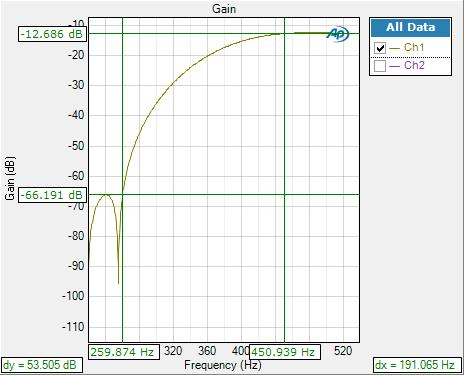 Gain
-10
-12.686 dB
-20
-30
-40
-50
-60
-66.191 dB
-70
-80
-90
-100
-110
Gain (dB)
259.874 Hz
320
360
400
450.939 Hz
520
Frequency (Hz)
dy = 53.505 dB
dx = 191.065 Hz
Ap
All Data
Ch1
Ch2